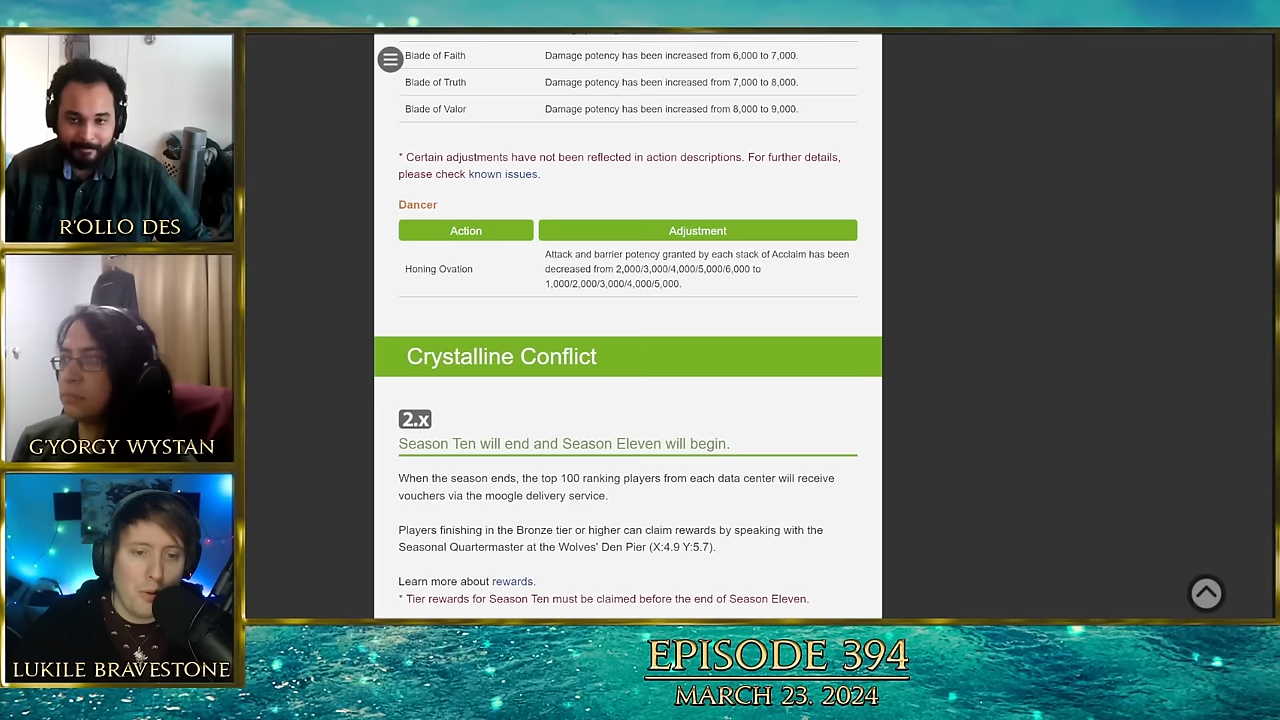 Blade of Faith Damage potency has been increased from 6,000 to 7,000.
Blade of Truth Damage potency has been increased from 7,000 to 8,000.
Blade of Valor Damage potency has been increased from 8,000 to 9,000.
* Certain adjustments have not been reflected in action descriptions. For further details,
please check known issues.
Dancer
Action Adjustment
Honing Ovation
Attack and barrier potency granted by each stack of Acclaim has been
decreased from 2,000/3,000/4,000/5,000/6,000 to
1,000/2,000/3,000/4,000/5,000.
Crystalline Conflict
2.x
Season Ten will end and Season Eleven will begin.
When the season ends, the top 100 ranking players from each data center will receive
vouchers via the moogle delivery service.
Players finishing in the Bronze tier or higher can claim rewards by speaking with the
Seasonal Quartermaster at the Wolves' Den Pier (X:4.9 Y:5.7).
Learn more about rewards.
* Tier rewards for Season Ten must be claimed before the end of Season Eleven.
R'OLLO DES
G'YORGY WYSTAN
LUKILE BRAVESTONE
EPISODE 394
MARCH 23. 2024